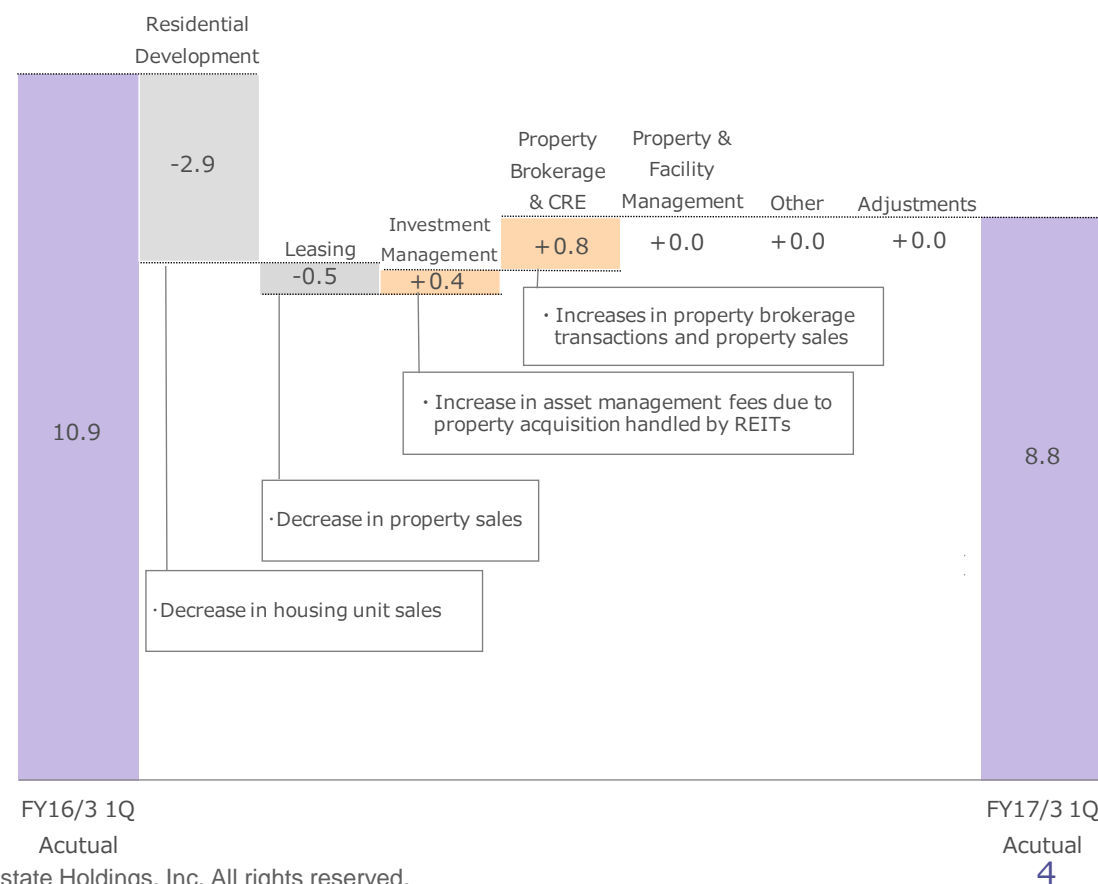 Residential
Development
-2.9
Leasing
-0.5
Investment
Management
+0.4
Property
Brokerage
& CRE
+0.8
Property &
Facility
Management
+0.0
Other
+0.0
Adjustments
+0.0
・Increases in property brokerage
transactions and property sales
・Increase in asset management fees due to
property acquisition handled by REITs
・Decrease in property sales
・Decrease in housing unit sales
10.9
8.8
FY16/3 1Q
Acutual
FY17/3 1Q
Acutual
state Holdings, Inc. All rights reserved.
4